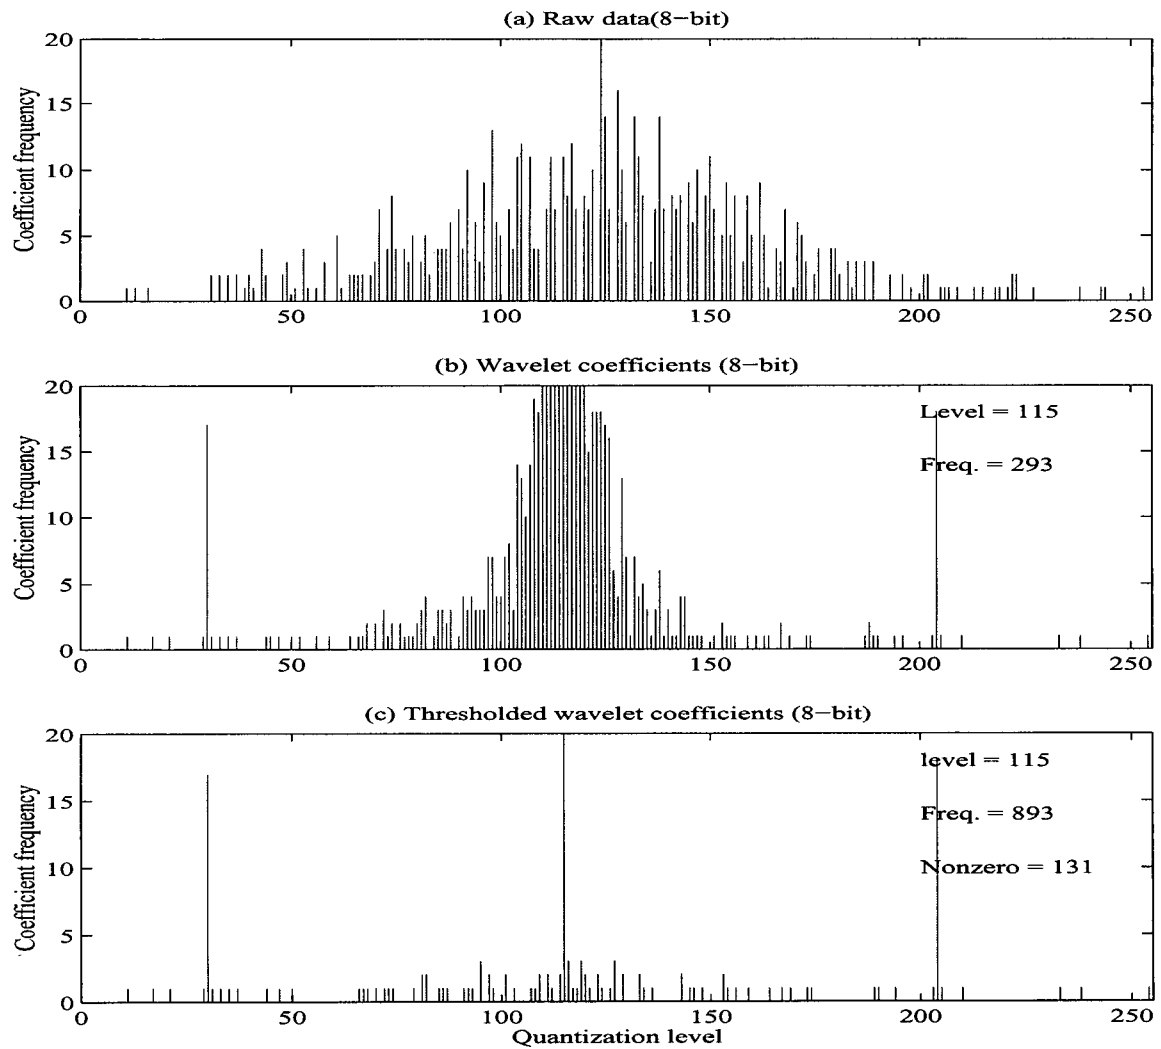 (a) Raw data(8−bit)
20
15
10
5
0
Coefficient frequency
0 50 100 150 200 250
(b) Wavelet coefficients (8−bit)
20
15
10
5
0
Coefficient frequency
Level = 115
Freq. = 293
0 50 100 150 200 250
(c) Thresholded wavelet coefficients (8−bit)
20
15
10
5
0
Coefficient frequency
level = 115
Freq. = 893
Nonzero = 131
0 50 100 150 200 250
Quantization level